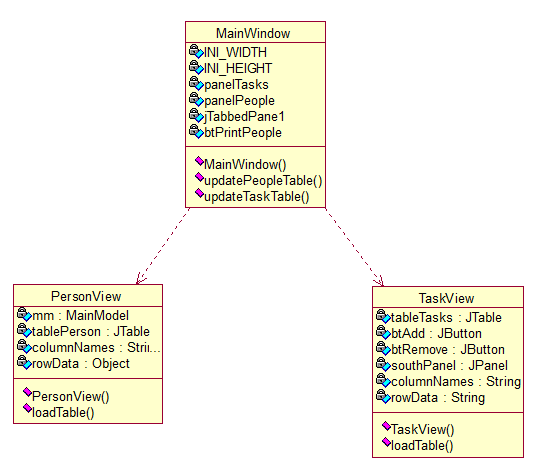 MainWindow
INI_WIDTH
INI_HEIGHT
panelTasks
panelPeople
jTabbedPane1
btPrintPeople
MainWindow()
updatePeopleTable()
updateTaskTable()
PersonView
mm : MainModel
tablePerson : JTable
columnNames : Strii...
rowData : Object
PersonView()
loadTable()
TaskView
tableTasks : JTable
btAdd : JButton
btRemove : JButton
southPanel : JPanel
columnNames : String
rowData : String
TaskView()
loadTable()